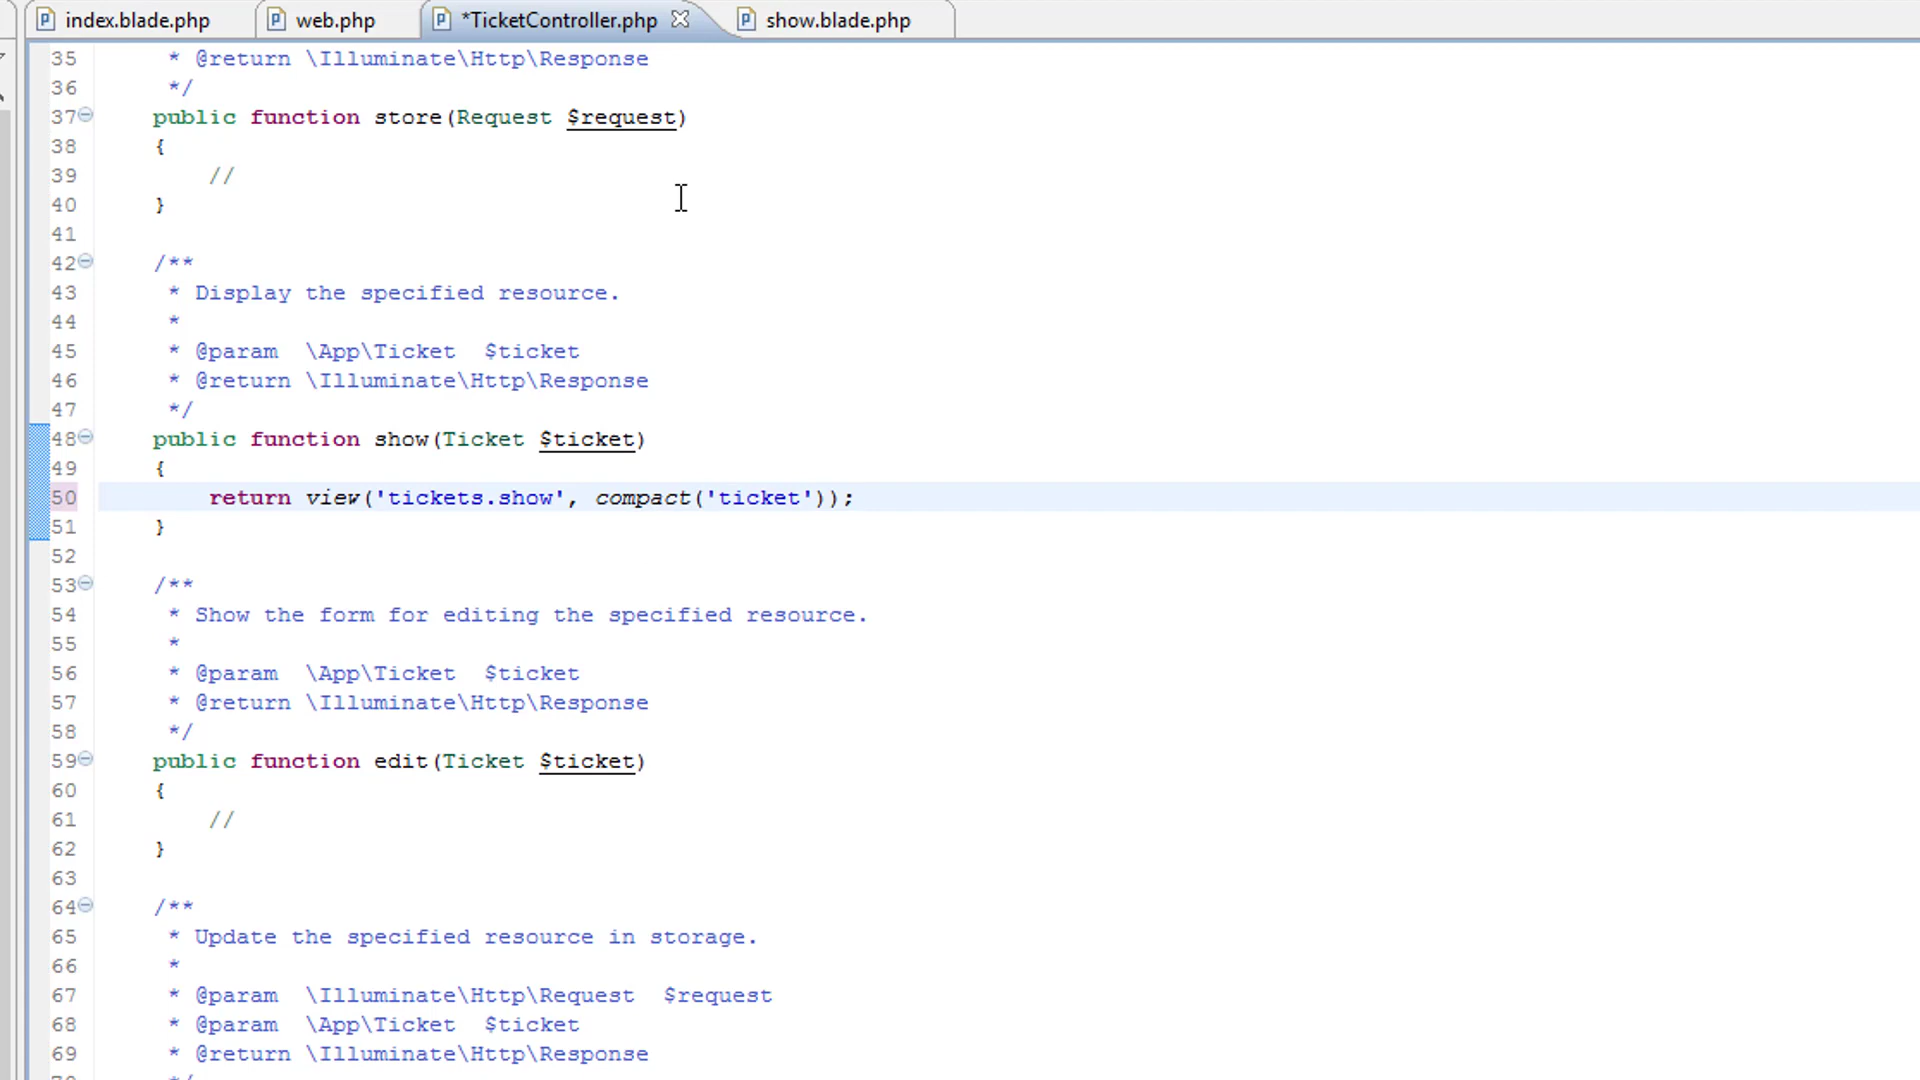 index.blade.php web.php *TicketController.php show.blade.php
35 * @return \Illuminate\Http\Response
36 */
37 public function store(Request $request)
38 {
39 //
40 }
41
42 /**
43 * Display the specified resource.
44 *
45 * @param \App\Ticket $ticket
46 * @return \Illuminate\Http\Response
47 */
48 public function show(Ticket $ticket)
49 {
50 return view('tickets.show', compact('ticket'));
51 }
52
53 /**
54 * Show the form for editing the specified resource.
55 *
56 * @param \App\Ticket $ticket
57 * @return \Illuminate\Http\Response
58 */
59 public function edit(Ticket $ticket)
60 {
61 //
62 }
63
64 /**
65 * Update the specified resource in storage.
66 *
67 * @param \Illuminate\Http\Request $request
68 * @param \App\Ticket $ticket
69 * @return \Illuminate\Http\Response